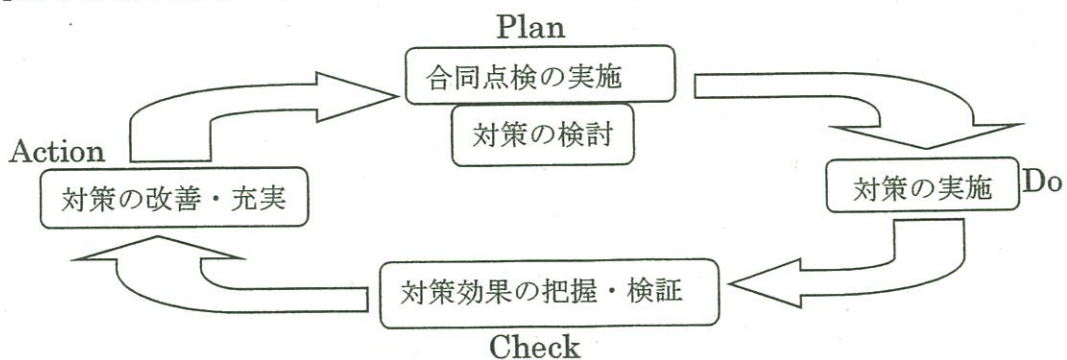 Plan
合同点検の実施
対策の検討
Action
対策の改善・充実
対策の実施
Do
対策効果の把握・検証
Check